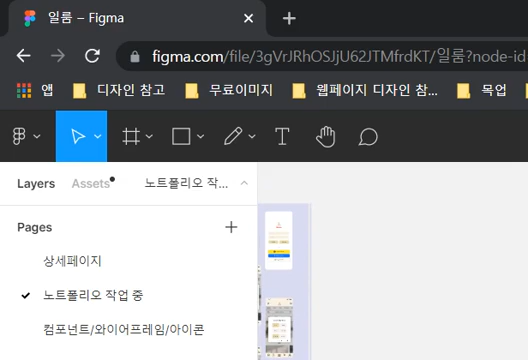 일룸 – Figma
figma.com/file/3gVrJRhOSJjU62JTMfrdKT/일룸?node-id
앱 디자인 참고 무료이미지 웹페이지 디자인 참... 목업
Layers Assets 노트폴리오 작...
Pages
상세페이지
노트폴리오 작업 중
컴포넌트/와이어프레임/아이콘